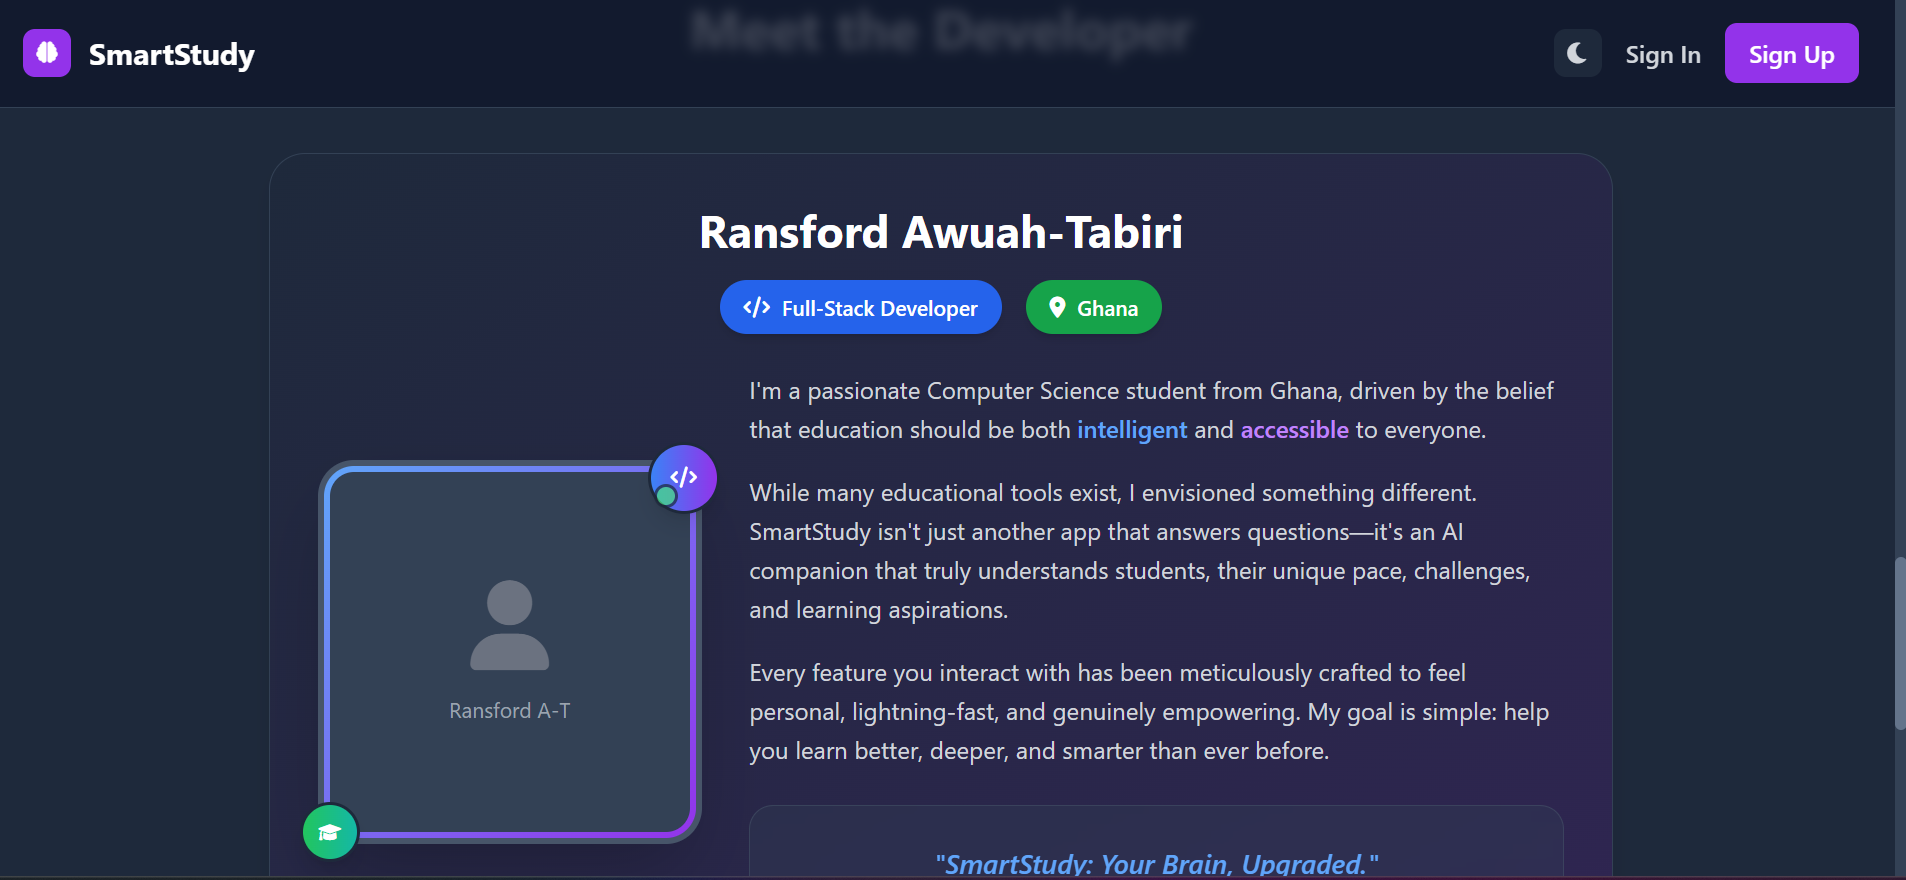 Meet the Developer
SmartStudy
Sign In
Sign Up
Ransford Awuah-Tabiri
Full-Stack Developer
Ghana
I'm a passionate Computer Science student from Ghana, driven by the belief
that education should be both intelligent and accessible to everyone.
While many educational tools exist, I envisioned something different.
SmartStudy isn't just another app that answers questions—it's an AI
companion that truly understands students, their unique pace, challenges,
and learning aspirations.
Every feature you interact with has been meticulously crafted to feel
personal, lightning-fast, and genuinely empowering. My goal is simple: help
you learn better, deeper, and smarter than ever before.
Ransford A-T
"SmartStudy: Your Brain, Upgraded."